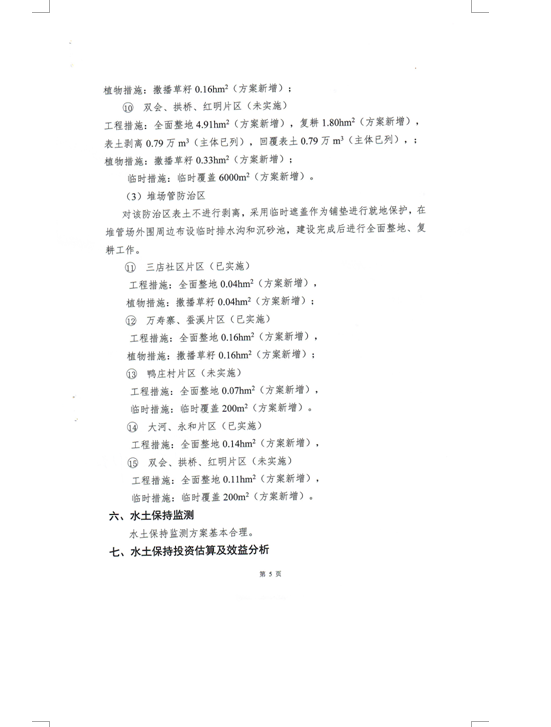 植物措施：撒播草籽 0.16hm²（方案新增）；
⑩ 双会、拱桥、红明片区（未实施）
工程措施：全面整地 4.91hm²（方案新增），复耕 1.80hm²（方案新增），
表土剥离 0.79 万 m³（主体已列），回覆表土 0.79 万 m³（主体已列），；
植物措施：撒播草籽 0.33hm²（方案新增）；
临时措施：临时覆盖 6000m²（方案新增）。
（3）堆场管防治区
对该防治区表土不进行剥离，采用临时遮盖作为铺垫进行就地保护，在
堆管场外围周边布设临时排水沟和沉砂池，建设完成后进行全面整地、复
耕工作。
⑪ 三店社区片区（已实施）
工程措施：全面整地 0.04hm²（方案新增），
植物措施：撒播草籽 0.04hm²（方案新增）；
⑫ 万寿寨、蚕溪片区（已实施）
工程措施：全面整地 0.16hm²（方案新增），
植物措施：撒播草籽 0.16hm²（方案新增）；
⑬ 鸭庄村片区（未实施）
工程措施：全面整地 0.07hm²（方案新增），
临时措施：临时覆盖 200m²（方案新增）。
⑭ 大河、永和片区（已实施）
工程措施：全面整地 0.14hm²（方案新增），
⑮ 双会、拱桥、红明片区（未实施）
工程措施：全面整地 0.11hm²（方案新增），
临时措施：临时覆盖 200m²（方案新增）。
六、水土保持监测
水土保持监测方案基本合理。
七、水土保持投资估算及效益分析
第 5 页